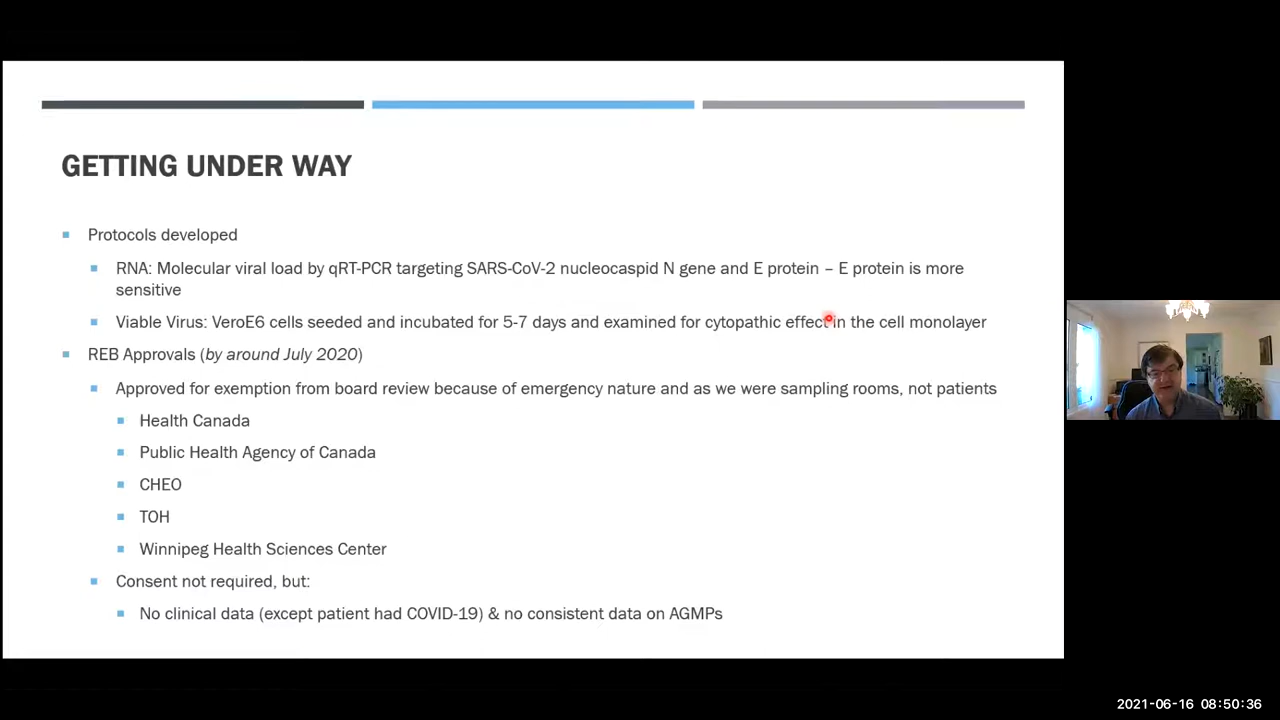 GETTING UNDER WAY
Protocols developed
RNA: Molecular viral load by qRT-PCR targeting SARS-CoV-2 nucleocaspid N gene and E protein – E protein is more
sensitive
Viable Virus: VeroE6 cells seeded and incubated for 5-7 days and examined for cytopathic effect in the cell monolayer
REB Approvals (by around July 2020)
Approved for exemption from board review because of emergency nature and as we were sampling rooms, not patients
Health Canada
Public Health Agency of Canada
CHEO
TOH
Winnipeg Health Sciences Center
Consent not required, but:
No clinical data (except patient had COVID-19) & no consistent data on AGMPs
2021-06-16 08:50:36